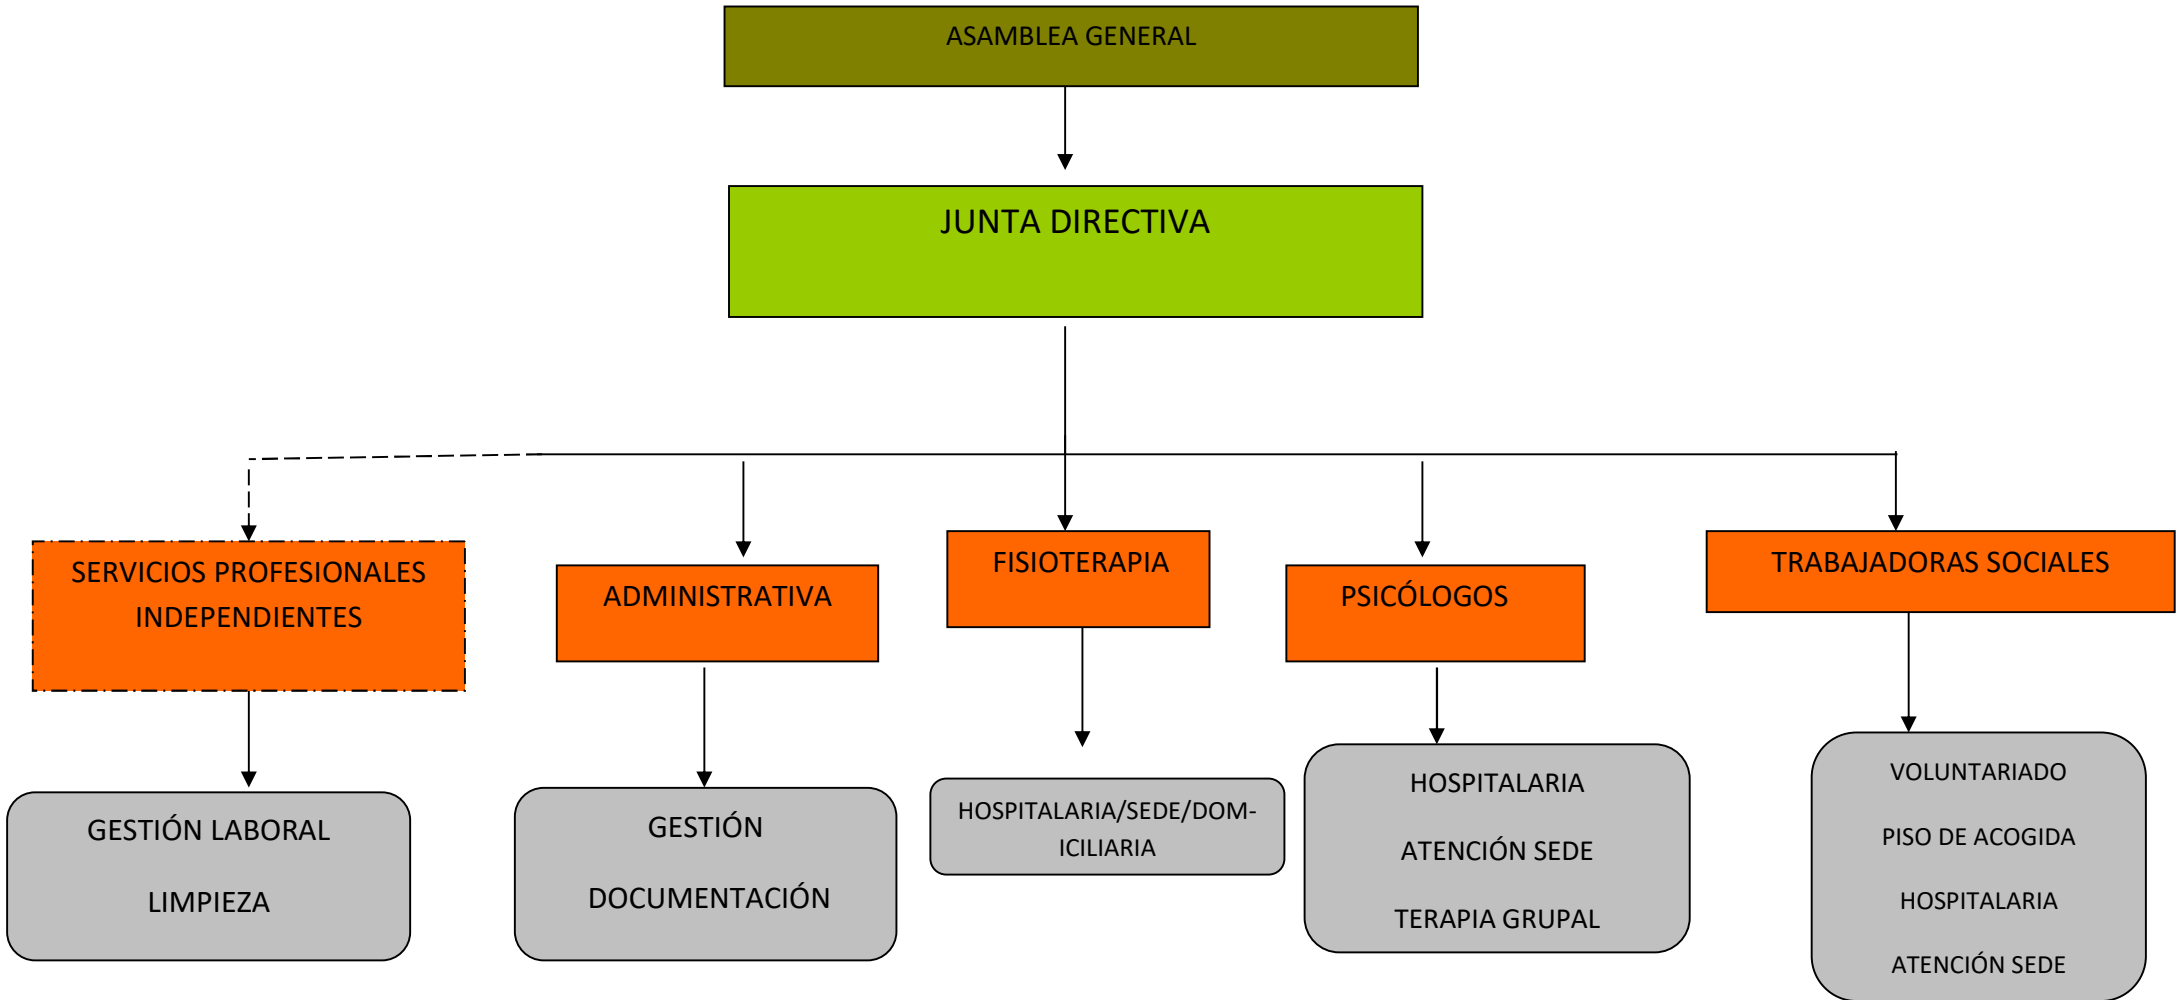 ASAMBLEA GENERAL
JUNTA DIRECTIVA
SERVICIOS PROFESIONALES
INDEPENDIENTES
ADMINISTRATIVA
FISIOTERAPIA
PSICÓLOGOS
TRABAJADORAS SOCIALES
GESTIÓN LABORAL
LIMPIEZA
GESTIÓN
DOCUMENTACIÓN
HOSPITALARIA/SEDE/DOM-
ICILIARIA
HOSPITALARIA
ATENCIÓN SEDE
TERAPIA GRUPAL
VOLUNTARIADO
PISO DE ACOGIDA
HOSPITALARIA
ATENCIÓN SEDE